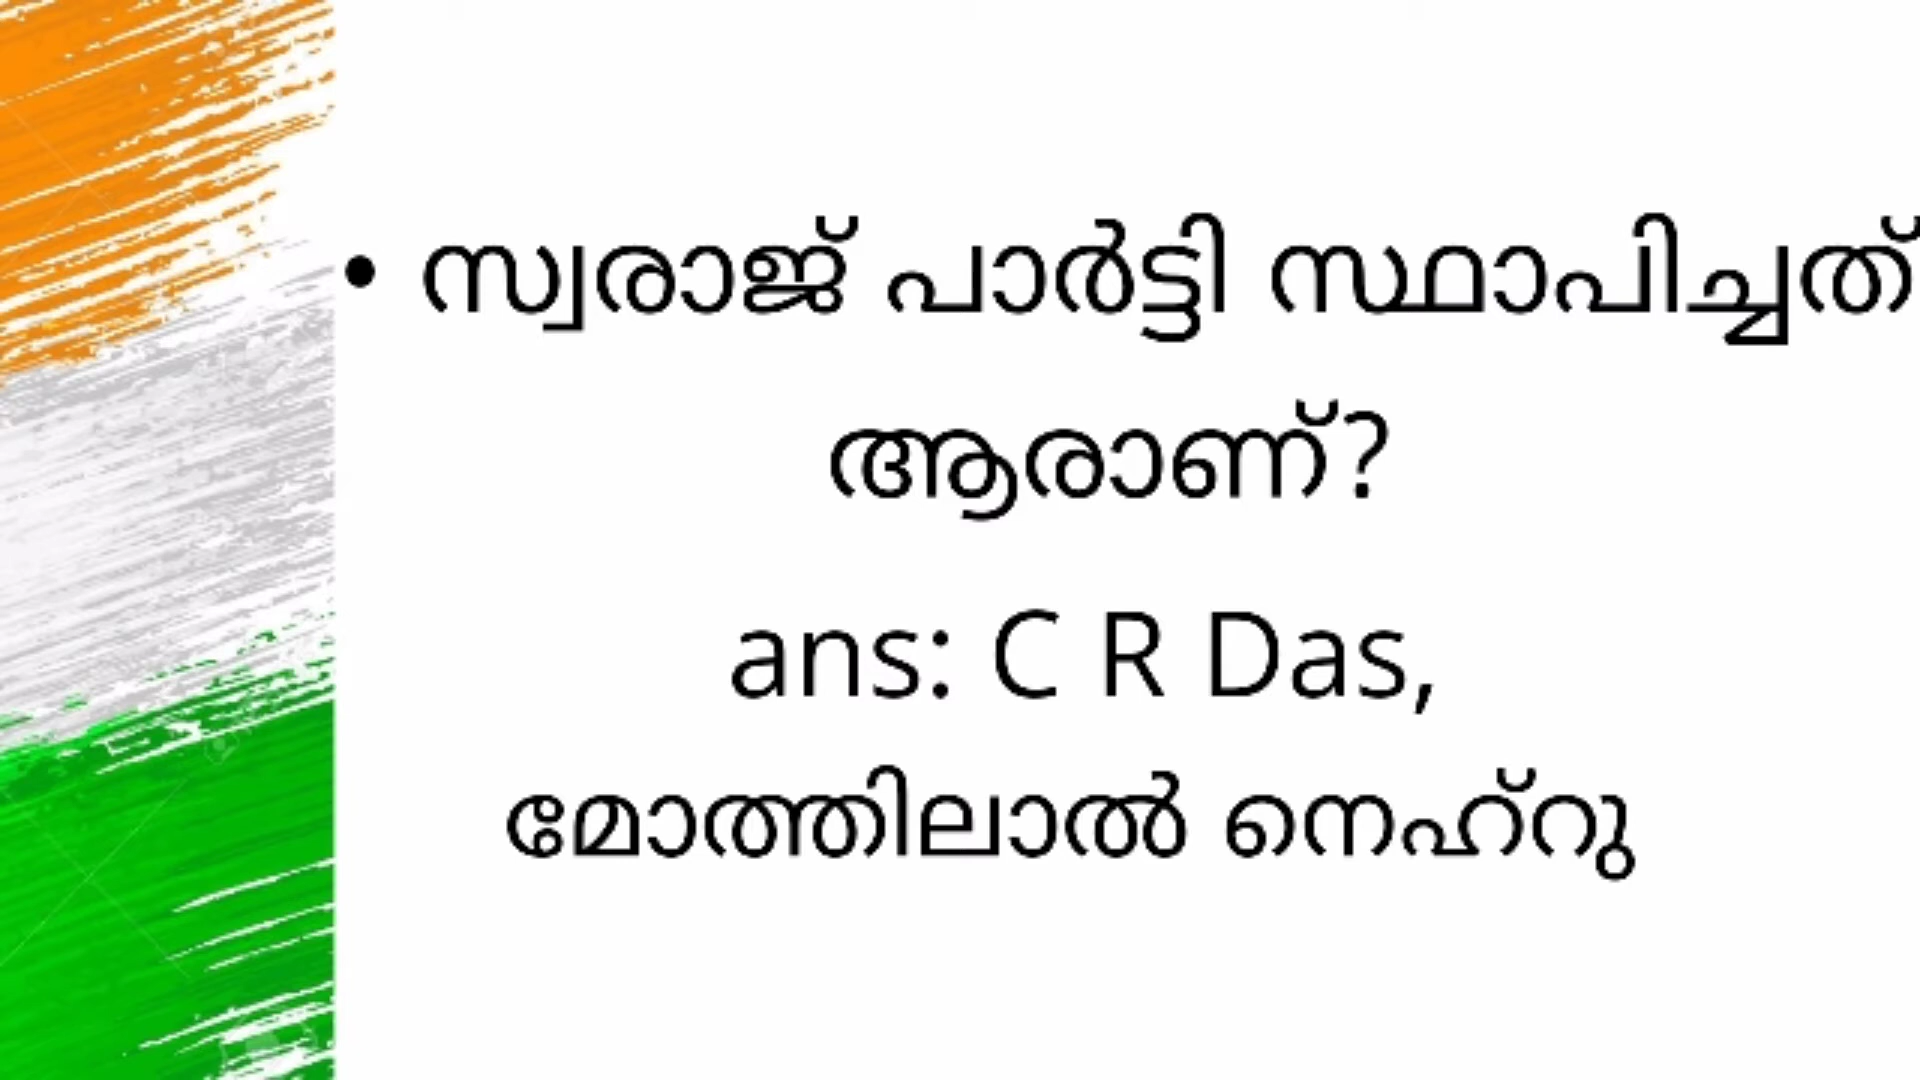 • സ്വരാജ് പാർട്ടി സ്ഥാപിച്ചത്
ആരാണ്?
ans: C R Das,
മോത്തിലാൽ നെഹ്റു